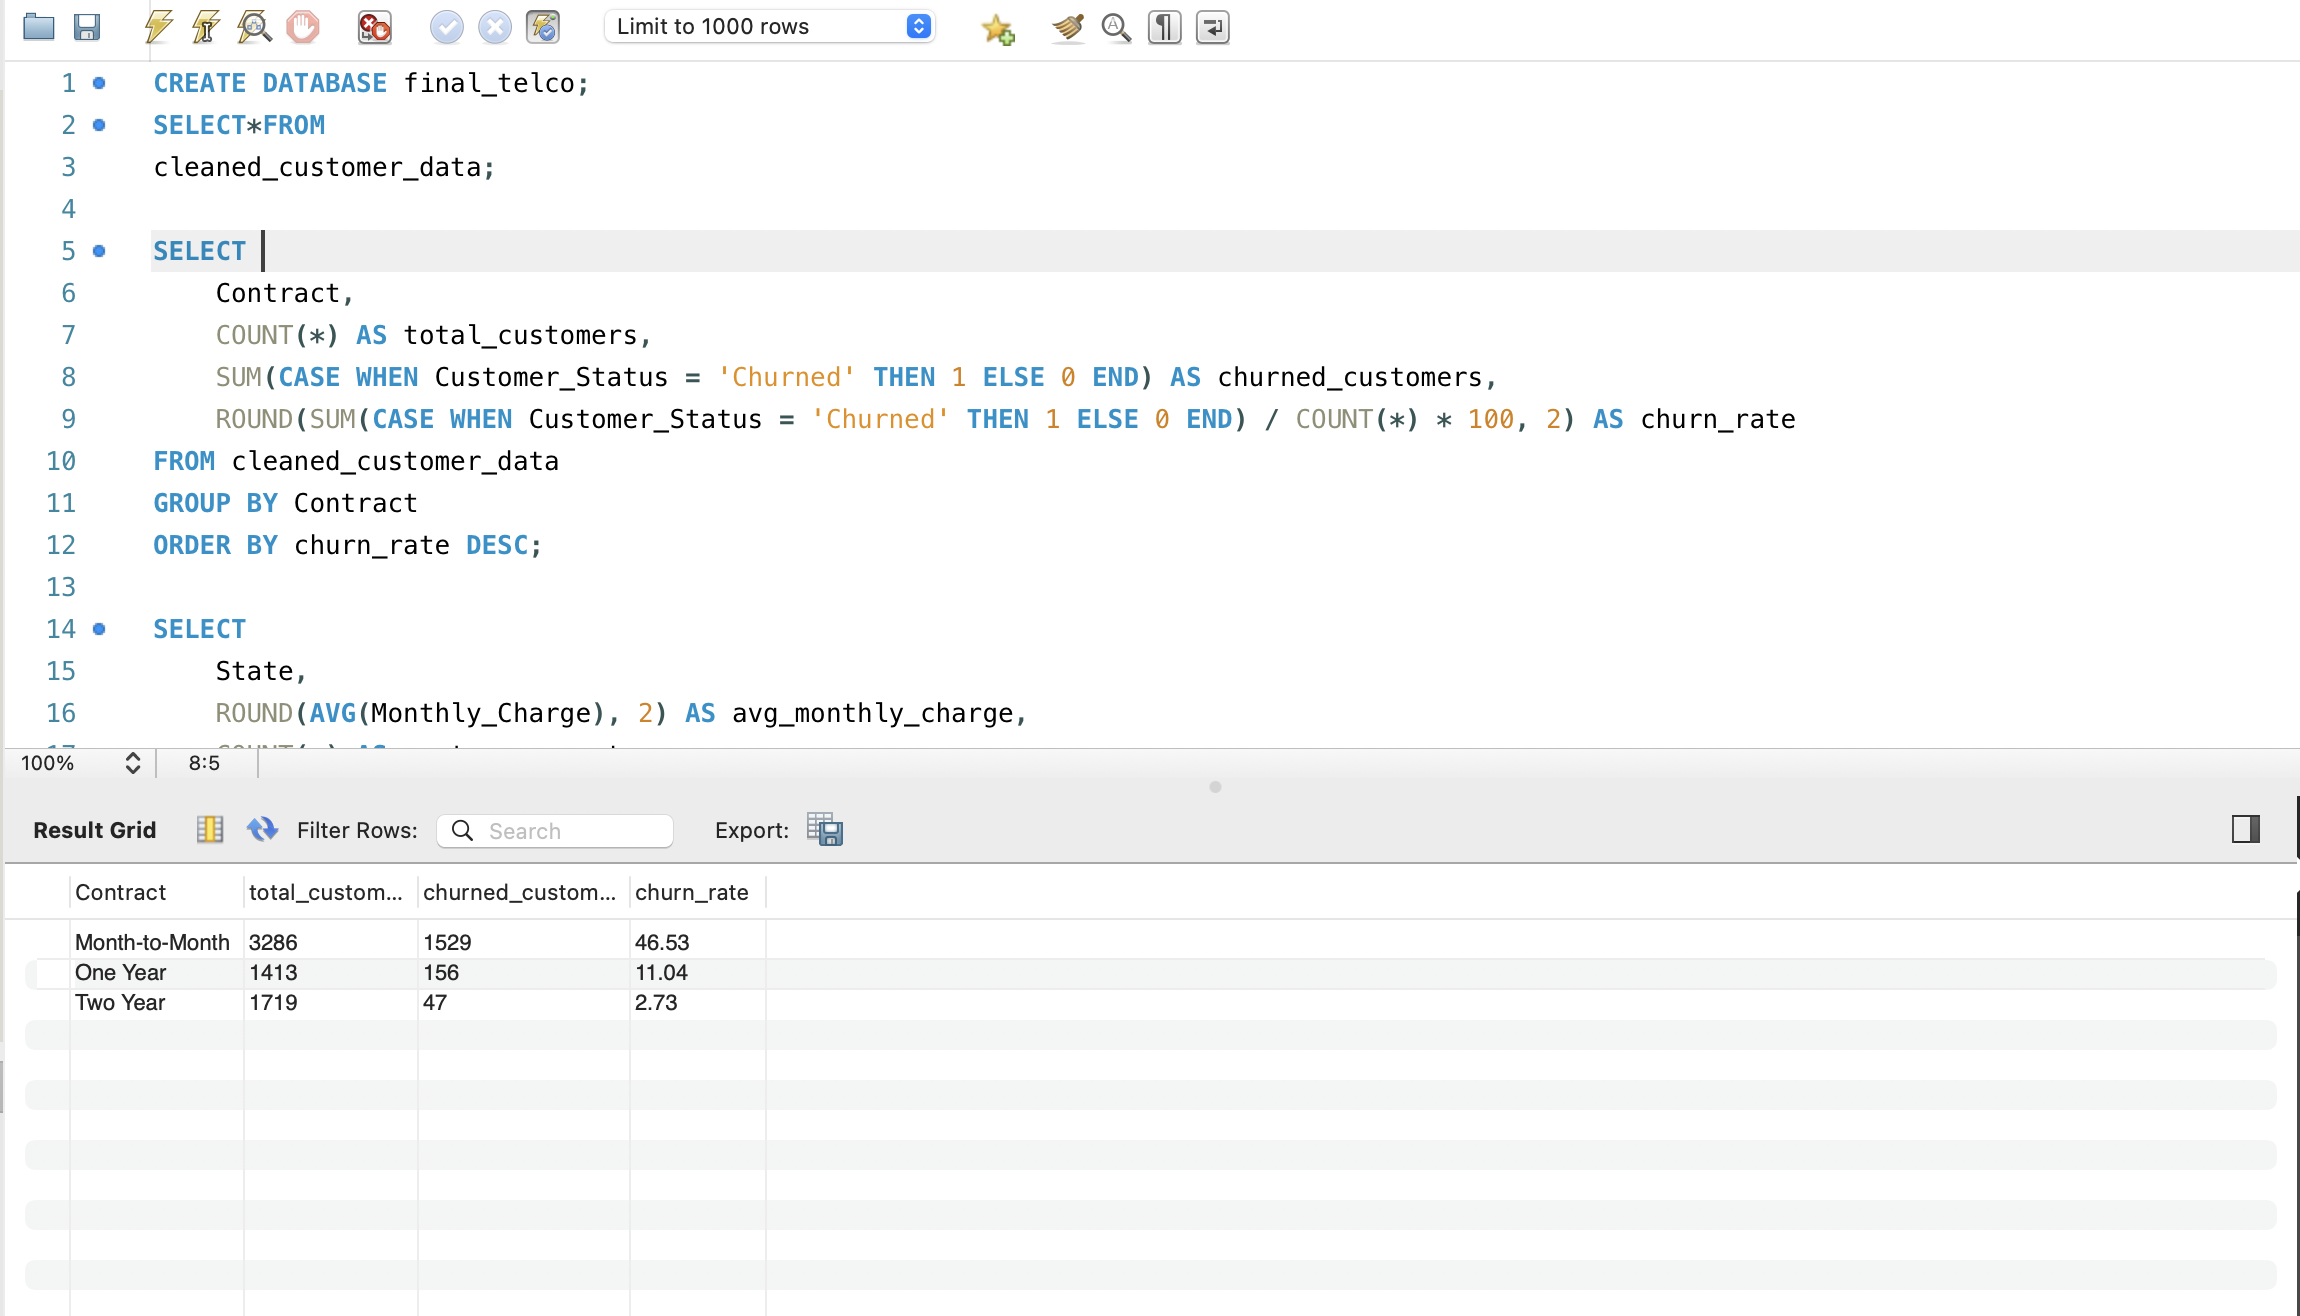 Limit to 1000 rows
1 CREATE DATABASE final_telco;
2 SELECT*FROM
3 cleaned_customer_data;
4
5 SELECT
6 Contract,
7 COUNT(*) AS total_customers,
8 SUM(CASE WHEN Customer_Status = 'Churned' THEN 1 ELSE 0 END) AS churned_customers,
9 ROUND(SUM(CASE WHEN Customer_Status = 'Churned' THEN 1 ELSE 0 END) / COUNT(*) * 100, 2) AS churn_rate
10 FROM cleaned_customer_data
11 GROUP BY Contract
12 ORDER BY churn_rate DESC;
13
14 SELECT
15 State,
16 ROUND(AVG(Monthly_Charge), 2) AS avg_monthly_charge,
100% 8:5
Result Grid Filter Rows: Search Export:
Contract total_custom... churned_custom... churn_rate
Month-to-Month 3286 1529 46.53
One Year 1413 156 11.04
Two Year 1719 47 2.73